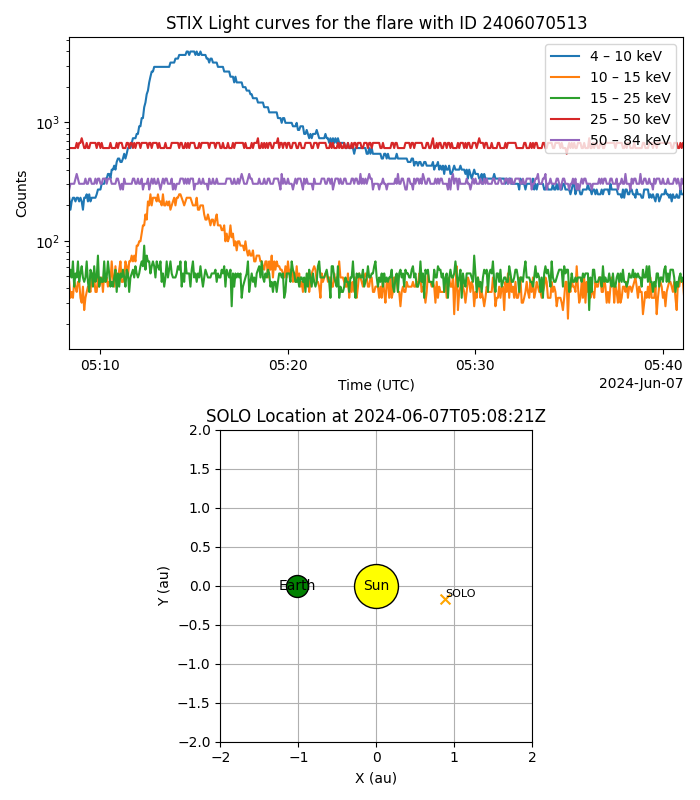 STIX Light curves for the flare with ID 2406070513
4 – 10 keV
10 – 15 keV
15 – 25 keV
25 – 50 keV
50 – 84 keV
10³
10²
Counts
05:10 05:20 05:30 05:40
Time (UTC)
2024-Jun-07
SOLO Location at 2024-06-07T05:08:21Z
2.0
1.5
1.0
0.5
0.0
−0.5
−1.0
−1.5
−2.0
Y (au)
Earth
Sun
SOLO
−2 −1 0 1 2
X (au)